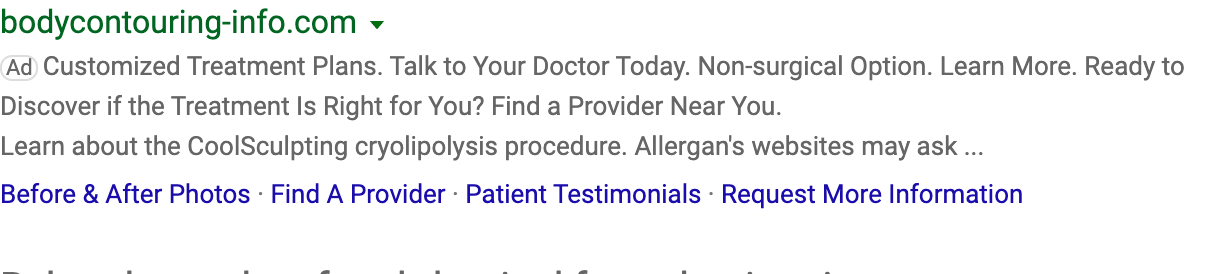 bodycontouring-info.com
Ad Customized Treatment Plans. Talk to Your Doctor Today. Non-surgical Option. Learn More. Ready to
Discover if the Treatment Is Right for You? Find a Provider Near You.
Learn about the CoolSculpting cryolipolysis procedure. Allergan's websites may ask ...
Before & After Photos · Find A Provider · Patient Testimonials · Request More Information